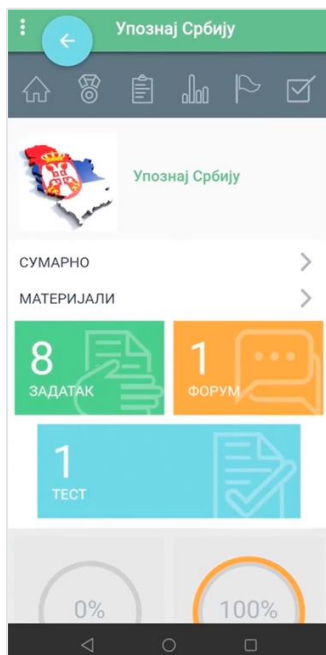 Упознај Србију
Упознај Србију
СУМАРНО
МАТЕРИЈАЛИ
8
ЗАДАТАК
1
ФОРУМ
1
ТЕСТ
0%
100%